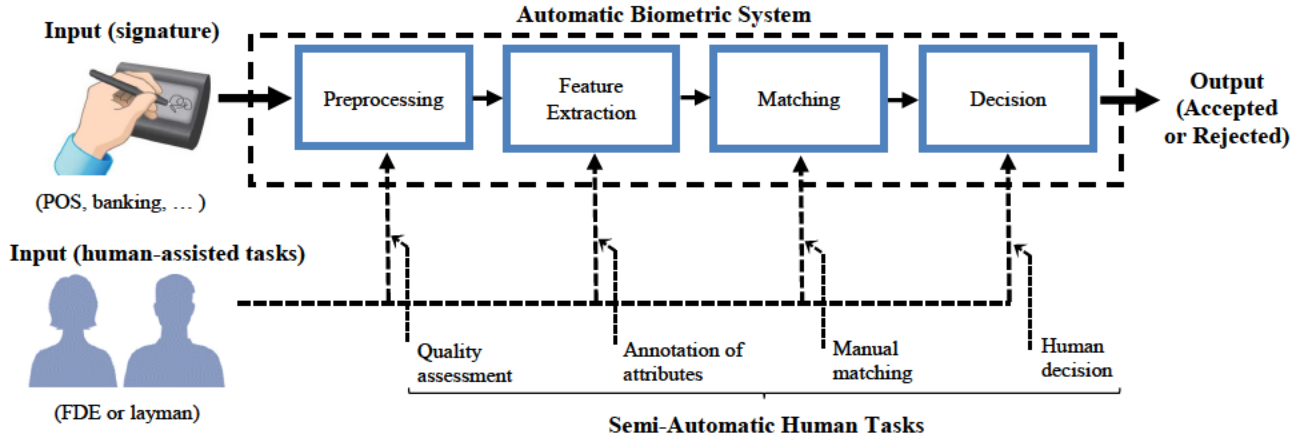 Automatic Biometric System
Input (signature)
Preprocessing
Feature
Extraction
Matching
Decision
Output
(Accepted
or Rejected)
(POS, banking, … )
Input (human-assisted tasks)
Quality
assessment
Annotation of
attributes
Manual
matching
Human
decision
(FDE or layman)
Semi-Automatic Human Tasks